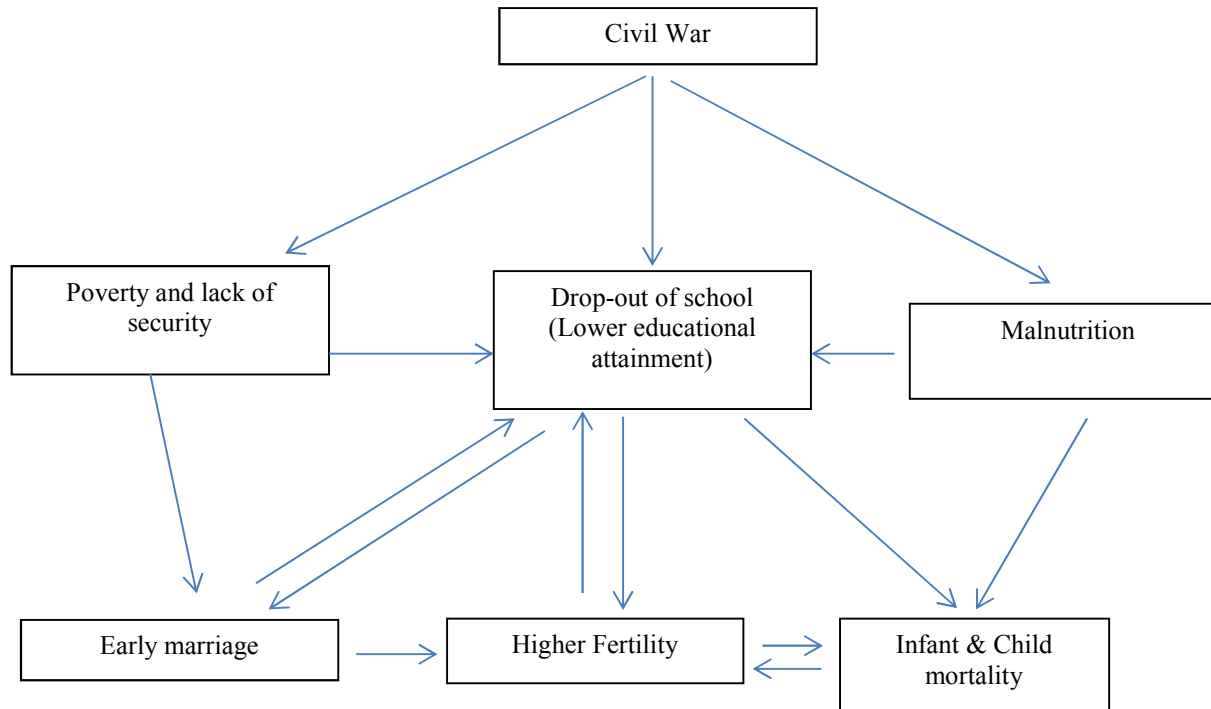 Civil War
Poverty and lack of
security
Drop-out of school
(Lower educational
attainment)
Malnutrition
Early marriage
Higher Fertility
Infant & Child
mortality